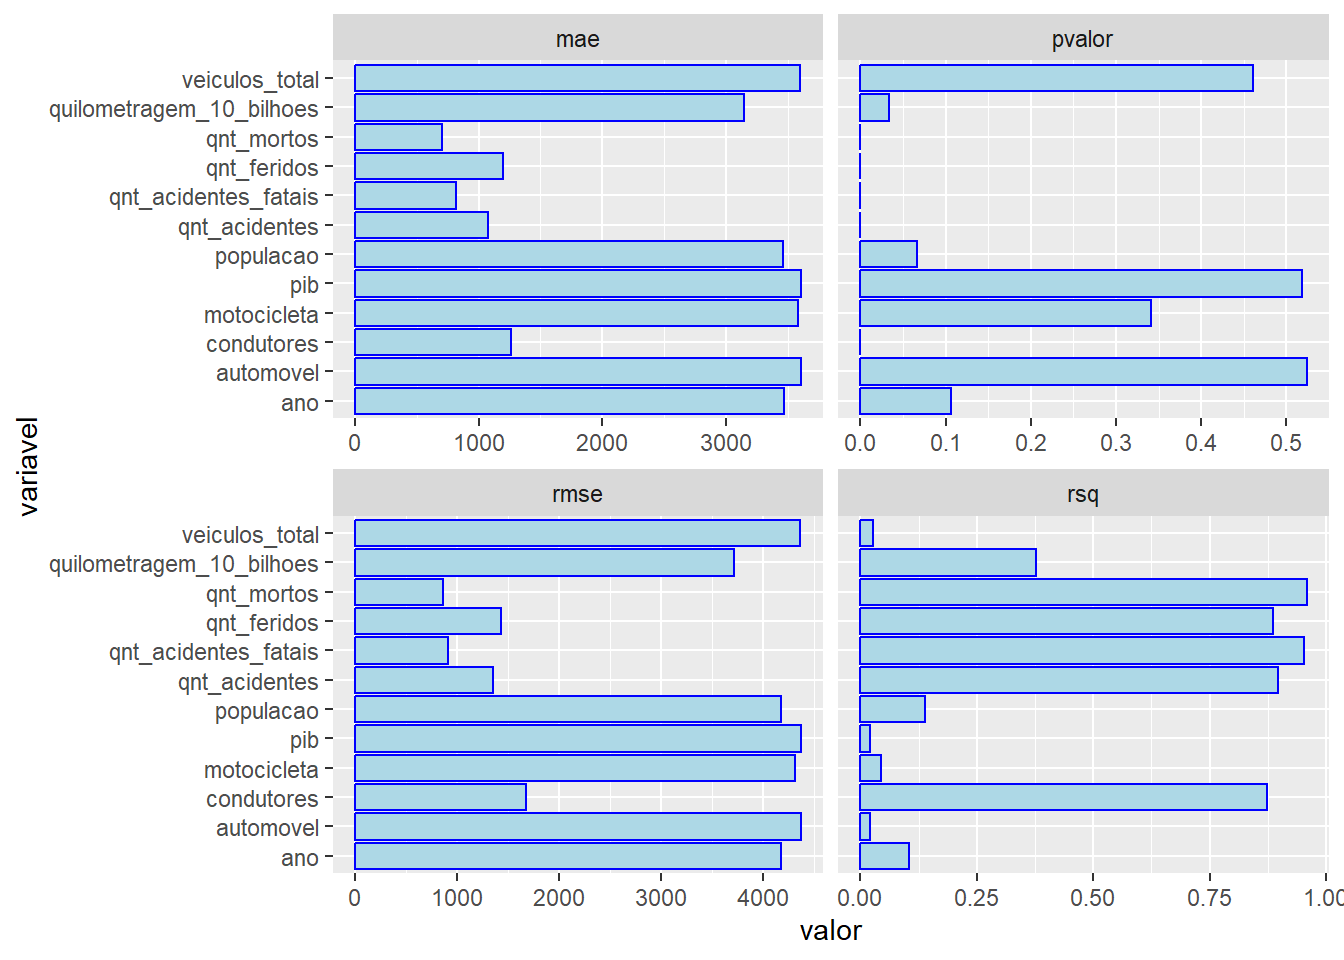 mae
pvalor
veiculos_total
quilometragem_10_bilhoes
qnt_mortos
qnt_feridos
qnt_acidentes_fatais
qnt_acidentes
populacao
pib
motocicleta
condutores
automovel
ano
0 1000 2000 3000
0.0 0.1 0.2 0.3 0.4 0.5
rmse
rsq
veiculos_total
quilometragem_10_bilhoes
qnt_mortos
qnt_feridos
qnt_acidentes_fatais
qnt_acidentes
populacao
pib
motocicleta
condutores
automovel
ano
0 1000 2000 3000 4000
0.00 0.25 0.50 0.75 1.00
valor
variavel